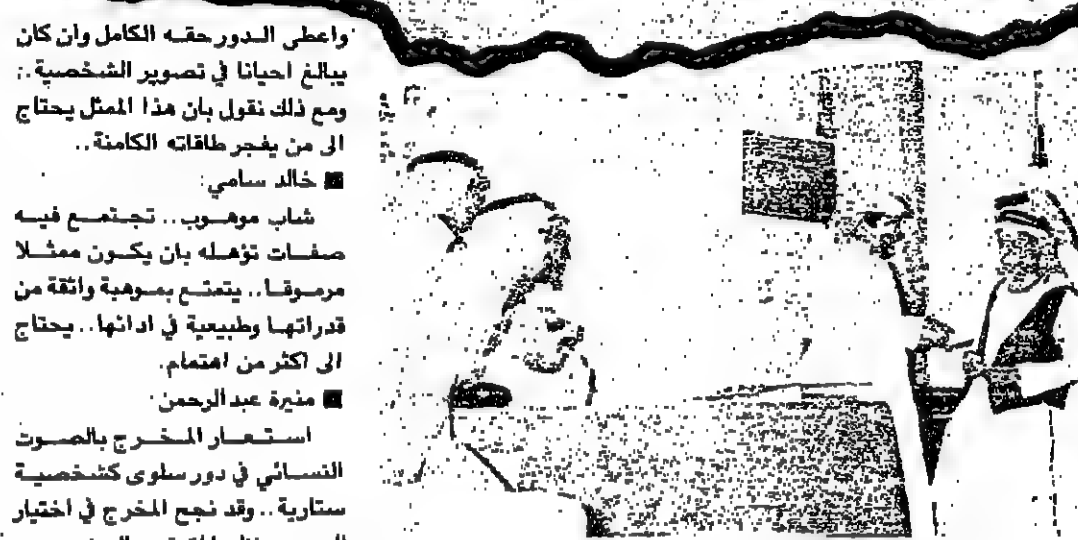 واعطى الدور حقه الكامل وان كان
يبالغ احيانا في تصوير الشخصية .:
ومع ذلك نقول بان هذا الممثل يحتاج
الى من يفجر طاقاته الكامنة ..
■ خالد سامي:
شاب موهوب .. تجتمع فيه
صفات تؤهله بان يكون ممثلا
مرموقا .. يتمتع بموهبة واثقة من
قدراتها وطبيعية في ادائها .. يحتاج
الى اكثر من اهتمام .
■ منيرة عبدالرحمن
استعار المخرج بالصوت
النسائي في دور سلوى كشخصية
ستارية .. وقد نجح المخرج في اختيار